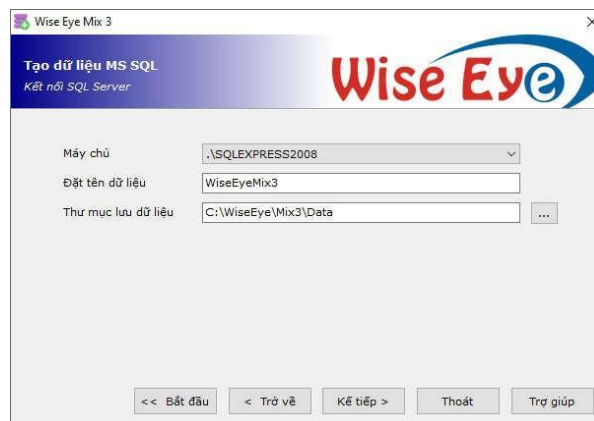 Wise Eye Mix 3
Tạo dữ liệu MS SQL
Kết nối SQL Server
Wise Eye
Máy chủ
.\SQLEXPRESS2008
Đặt tên dữ liệu
WiseEyeMix3
Thư mục lưu dữ liệu
C:\WiseEye\Mix3\Data
...
<< Bắt đầu
< Trở về
Kế tiếp >
Thoát
Trợ giúp